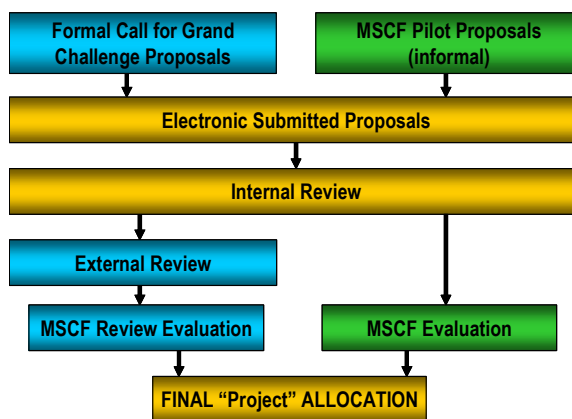 Formal Call for Grand
Challenge Proposals
MSCF Pilot Proposals
(informal)
Electronic Submitted Proposals
Internal Review
External Review
MSCF Review Evaluation
MSCF Evaluation
FINAL “Project” ALLOCATION